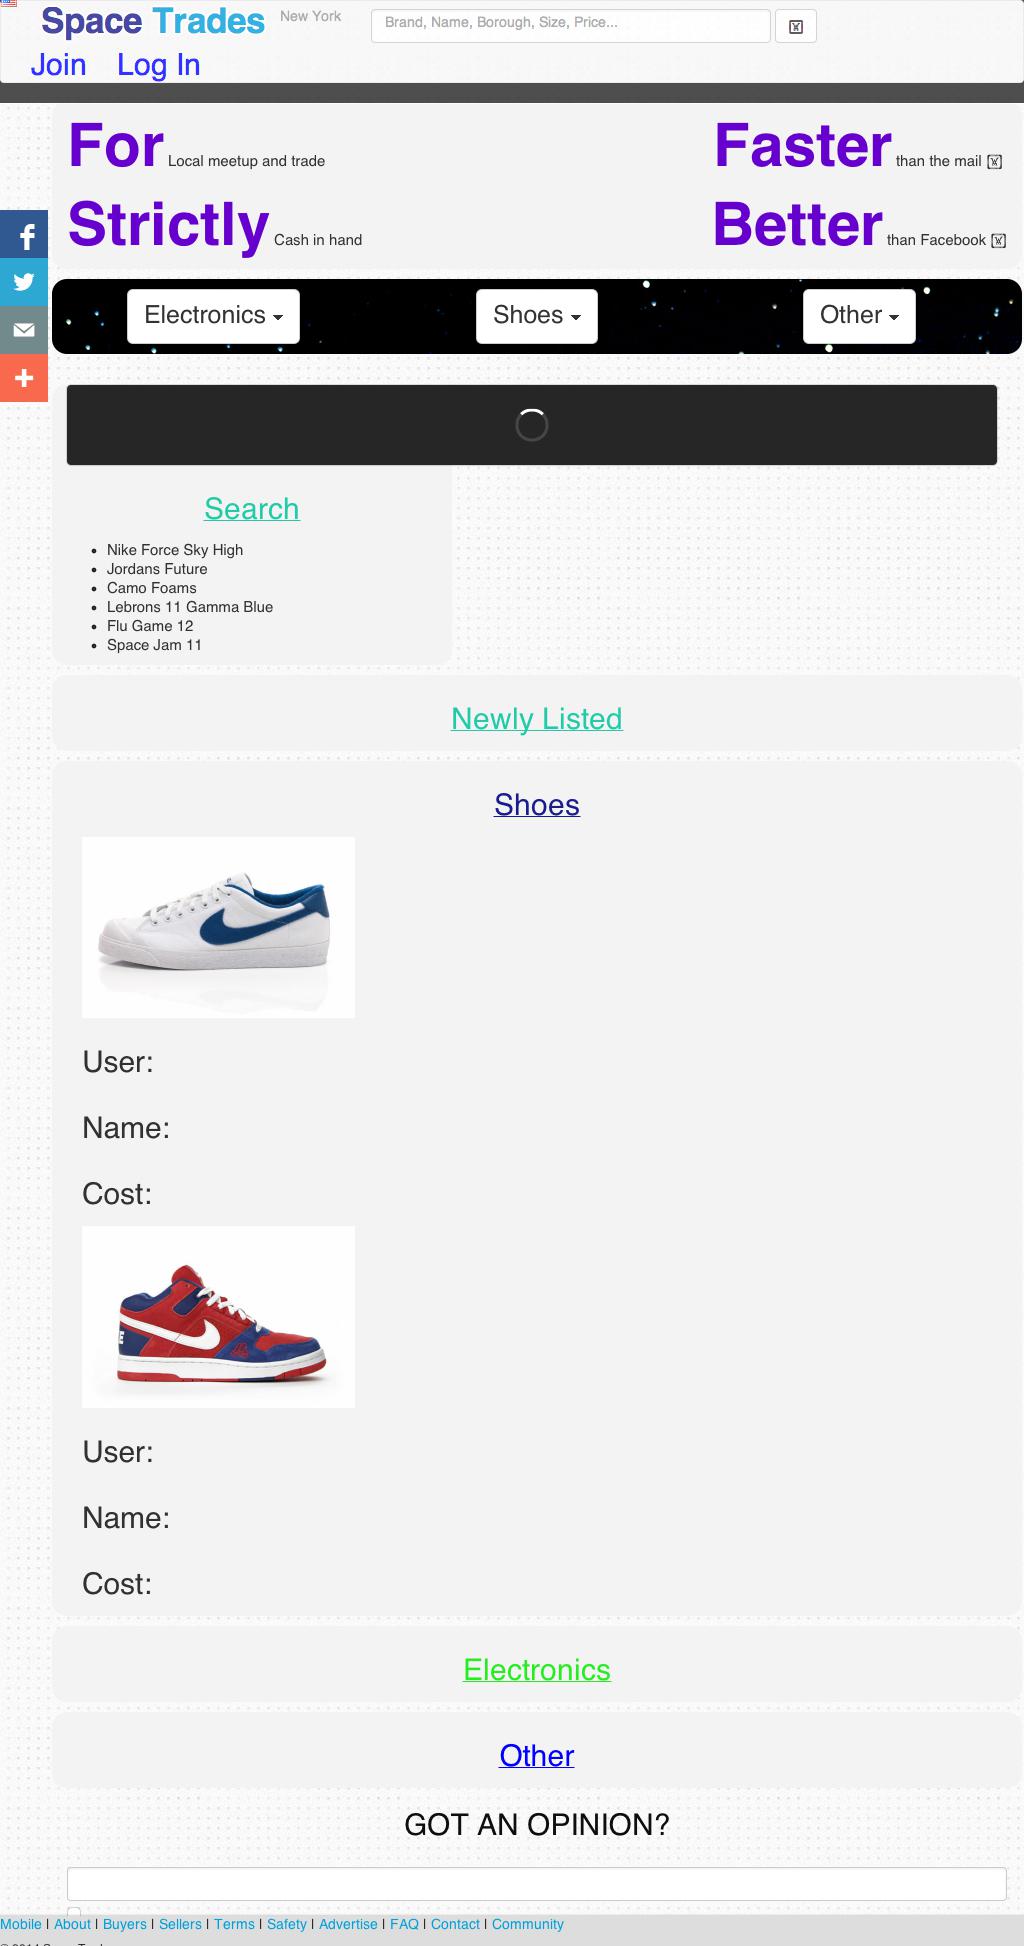 Space Trades New York
Brand, Name, Borough, Size, Price...
Join Log In
For Local meetup and trade
Faster than the mail
Strictly Cash in hand
Better than Facebook
Electronics
Shoes
Other
Search
Nike Force Sky High
Jordans Future
Camo Foams
Lebrons 11 Gamma Blue
Flu Game 12
Space Jam 11
Newly Listed
Shoes
User:
Name:
Cost:
User:
Name:
Cost:
Electronics
Other
GOT AN OPINION?
Mobile | About | Buyers | Sellers | Terms | Safety | Advertise | FAQ | Contact | Community